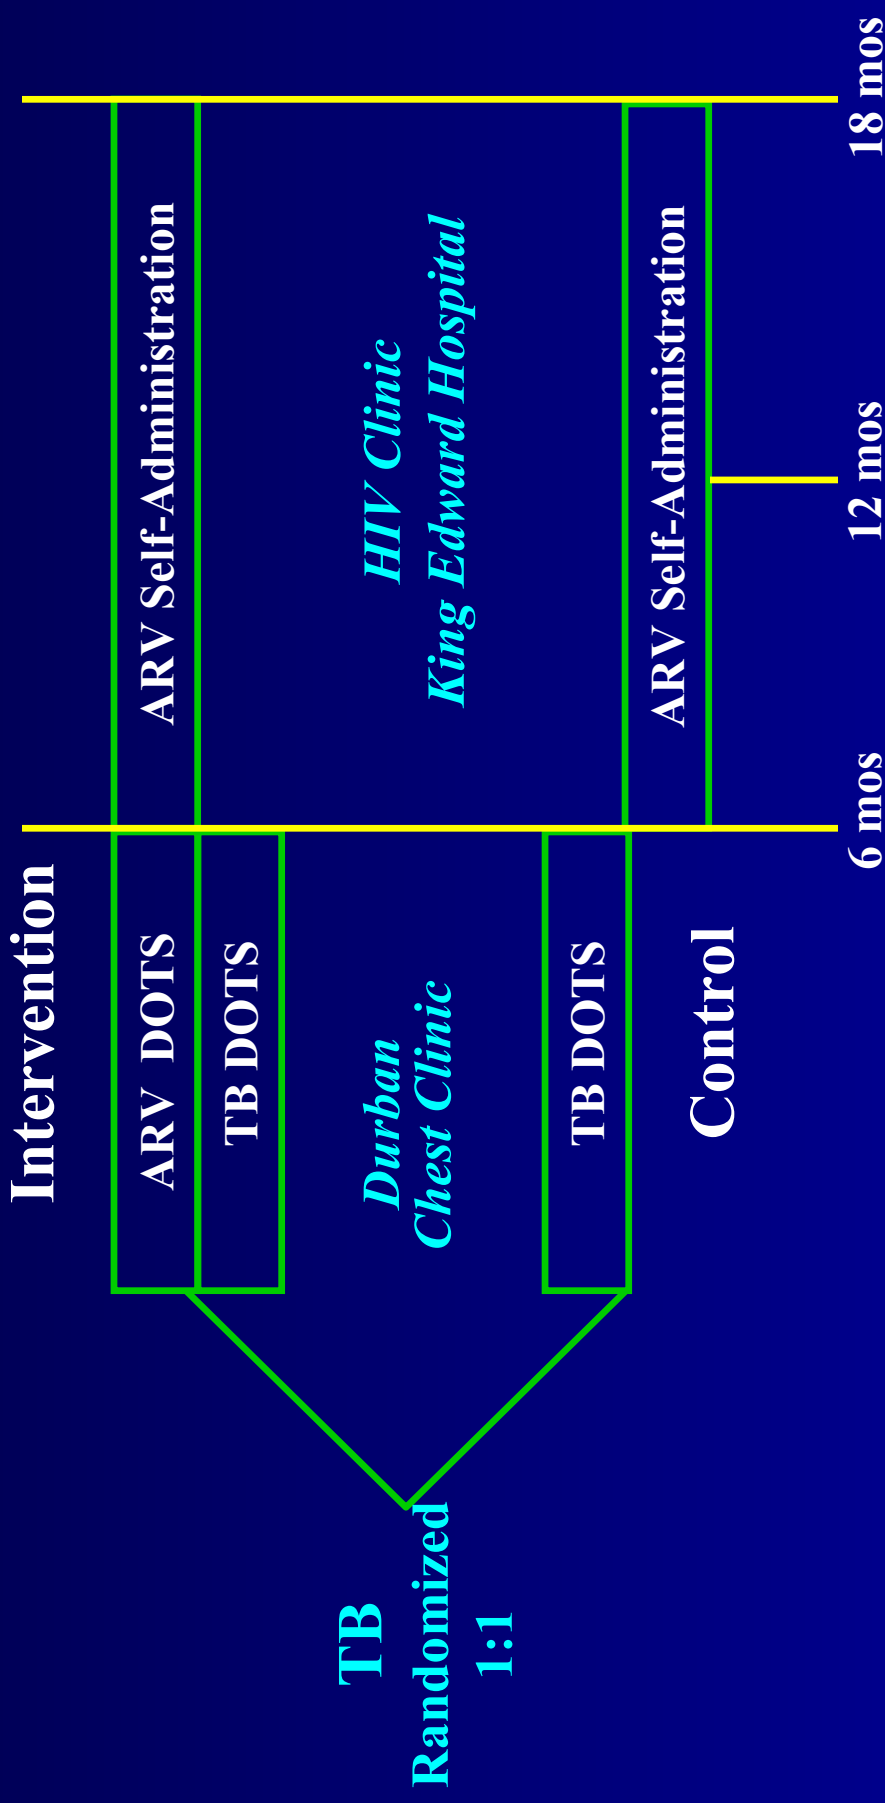 Intervention
ARV DOTS
ARV Self-Administration
TB DOTS
TB
Randomized
1:1
Durban
Chest Clinic
HIV Clinic
King Edward Hospital
TB DOTS
ARV Self-Administration
Control
6 mos
12 mos
18 mos